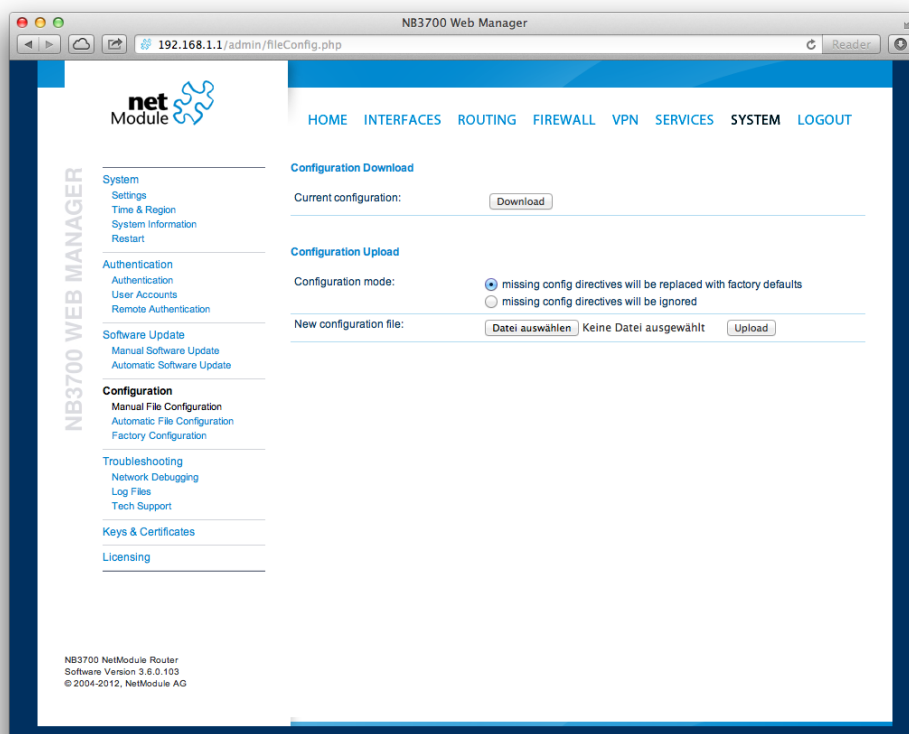 NB3700 Web Manager
192.168.1.1/admin/fileConfig.php
Reader
net
Module
HOME INTERFACES ROUTING FIREWALL VPN SERVICES SYSTEM LOGOUT
NB3700 WEB MANAGER
System
Settings
Time & Region
System Information
Restart
Authentication
Authentication
User Accounts
Remote Authentication
Software Update
Manual Software Update
Automatic Software Update
Configuration
Manual File Configuration
Automatic File Configuration
Factory Configuration
Troubleshooting
Network Debugging
Log Files
Tech Support
Keys & Certificates
Licensing
Configuration Download
Current configuration: Download
Configuration Upload
Configuration mode: missing config directives will be replaced with factory defaults
missing config directives will be ignored
New configuration file: Datei auswählen Keine Datei ausgewählt Upload
NB3700 NetModule Router
Software Version 3.6.0.103
© 2004-2012, NetModule AG